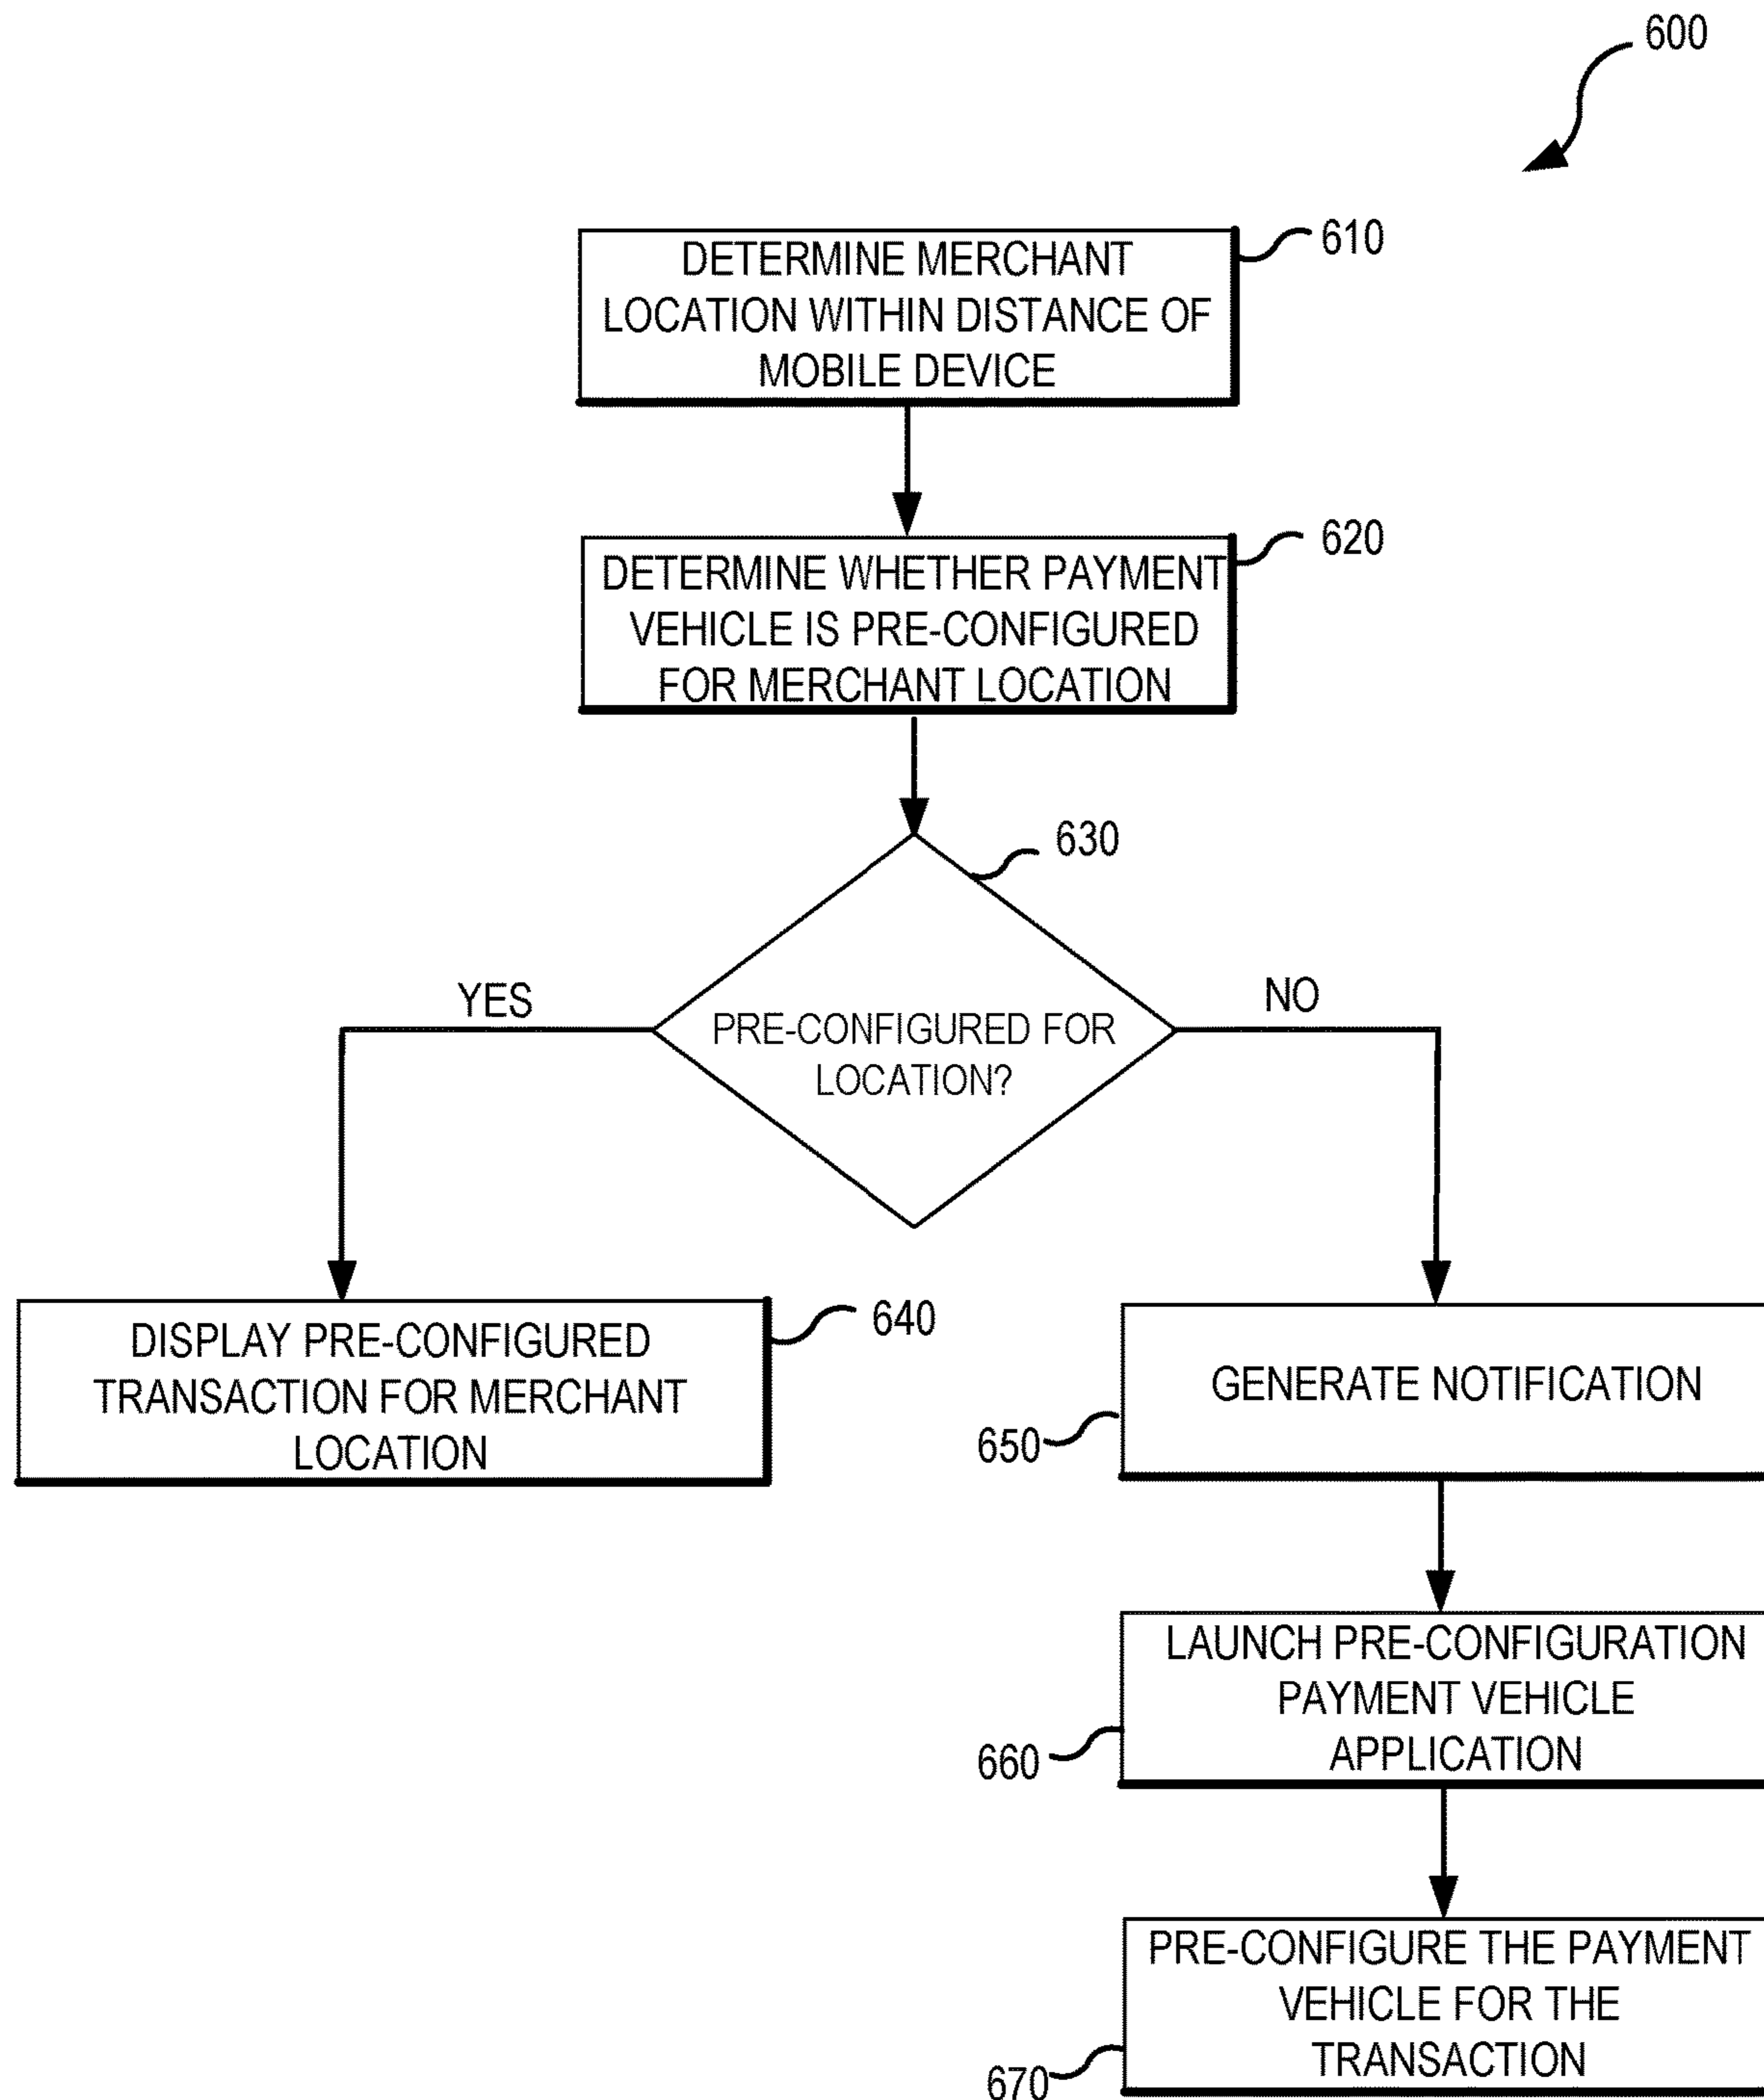 600
DETERMINE MERCHANT
LOCATION WITHIN DISTANCE OF
MOBILE DEVICE
610
DETERMINE WHETHER PAYMENT
VEHICLE IS PRE-CONFIGURED
FOR MERCHANT LOCATION
620
630
PRE-CONFIGURED FOR
LOCATION?
YES
NO
DISPLAY PRE-CONFIGURED
TRANSACTION FOR MERCHANT
LOCATION
640
GENERATE NOTIFICATION
650
LAUNCH PRE-CONFIGURATION
PAYMENT VEHICLE
APPLICATION
660
PRE-CONFIGURE THE PAYMENT
VEHICLE FOR THE
TRANSACTION
670